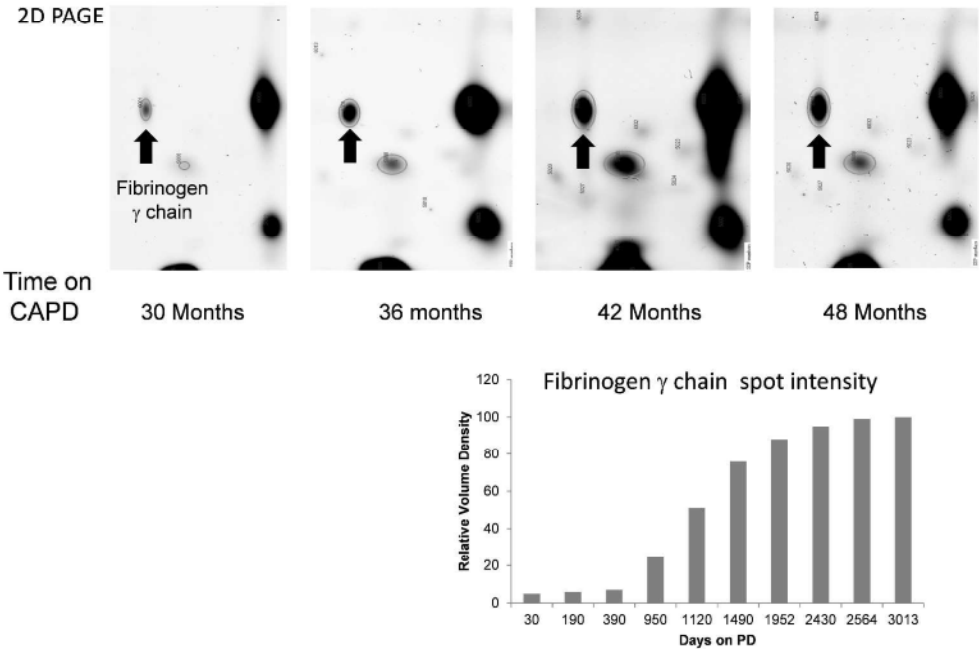 2D PAGE
Fibrinogen
γ chain
Time on
CAPD
30 Months
36 months
42 Months
48 Months
Fibrinogen γ chain spot intensity
Relative Volume Density
120
100
80
60
40
20
0
30 190 390 950 1120 1490 1952 2430 2564 3013
Days on PD